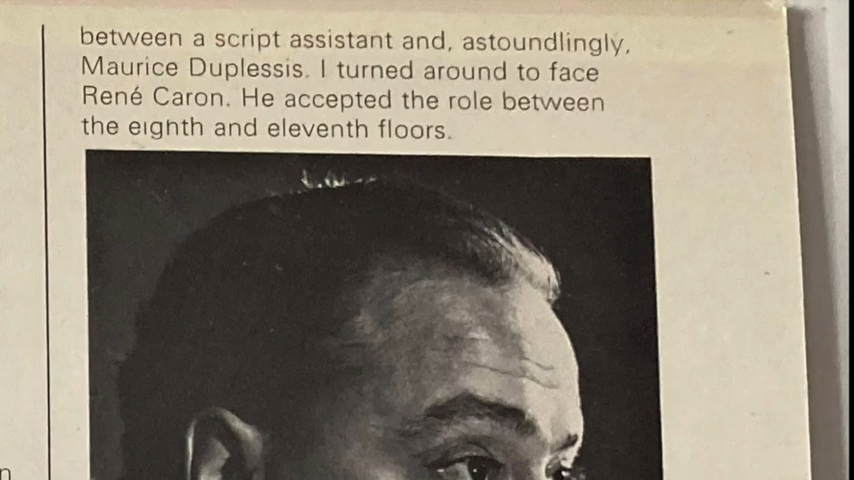 between a script assistant and, astoundlingly,
Maurice Duplessis. I turned around to face
René Caron. He accepted the role between
the eighth and eleventh floors.
n